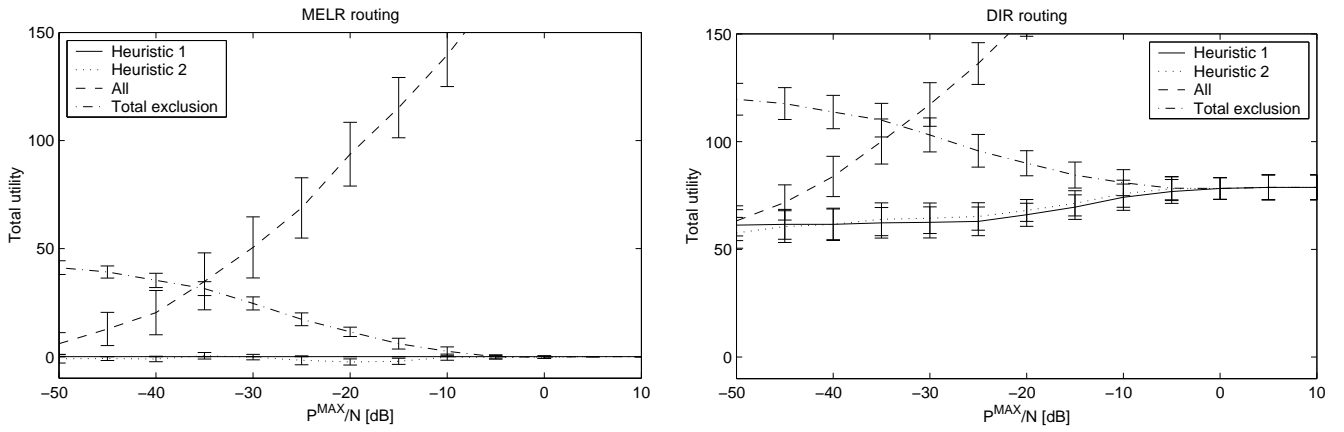 MELR routing
150
100
50
0
Total utility
Heuristic 1
Heuristic 2
All
Total exclusion
−50 −40 −30 −20 −10 0 10
P^MAX/N [dB]
DIR routing
150
100
50
0
Total utility
Heuristic 1
Heuristic 2
All
Total exclusion
−50 −40 −30 −20 −10 0 10
P^MAX/N [dB]